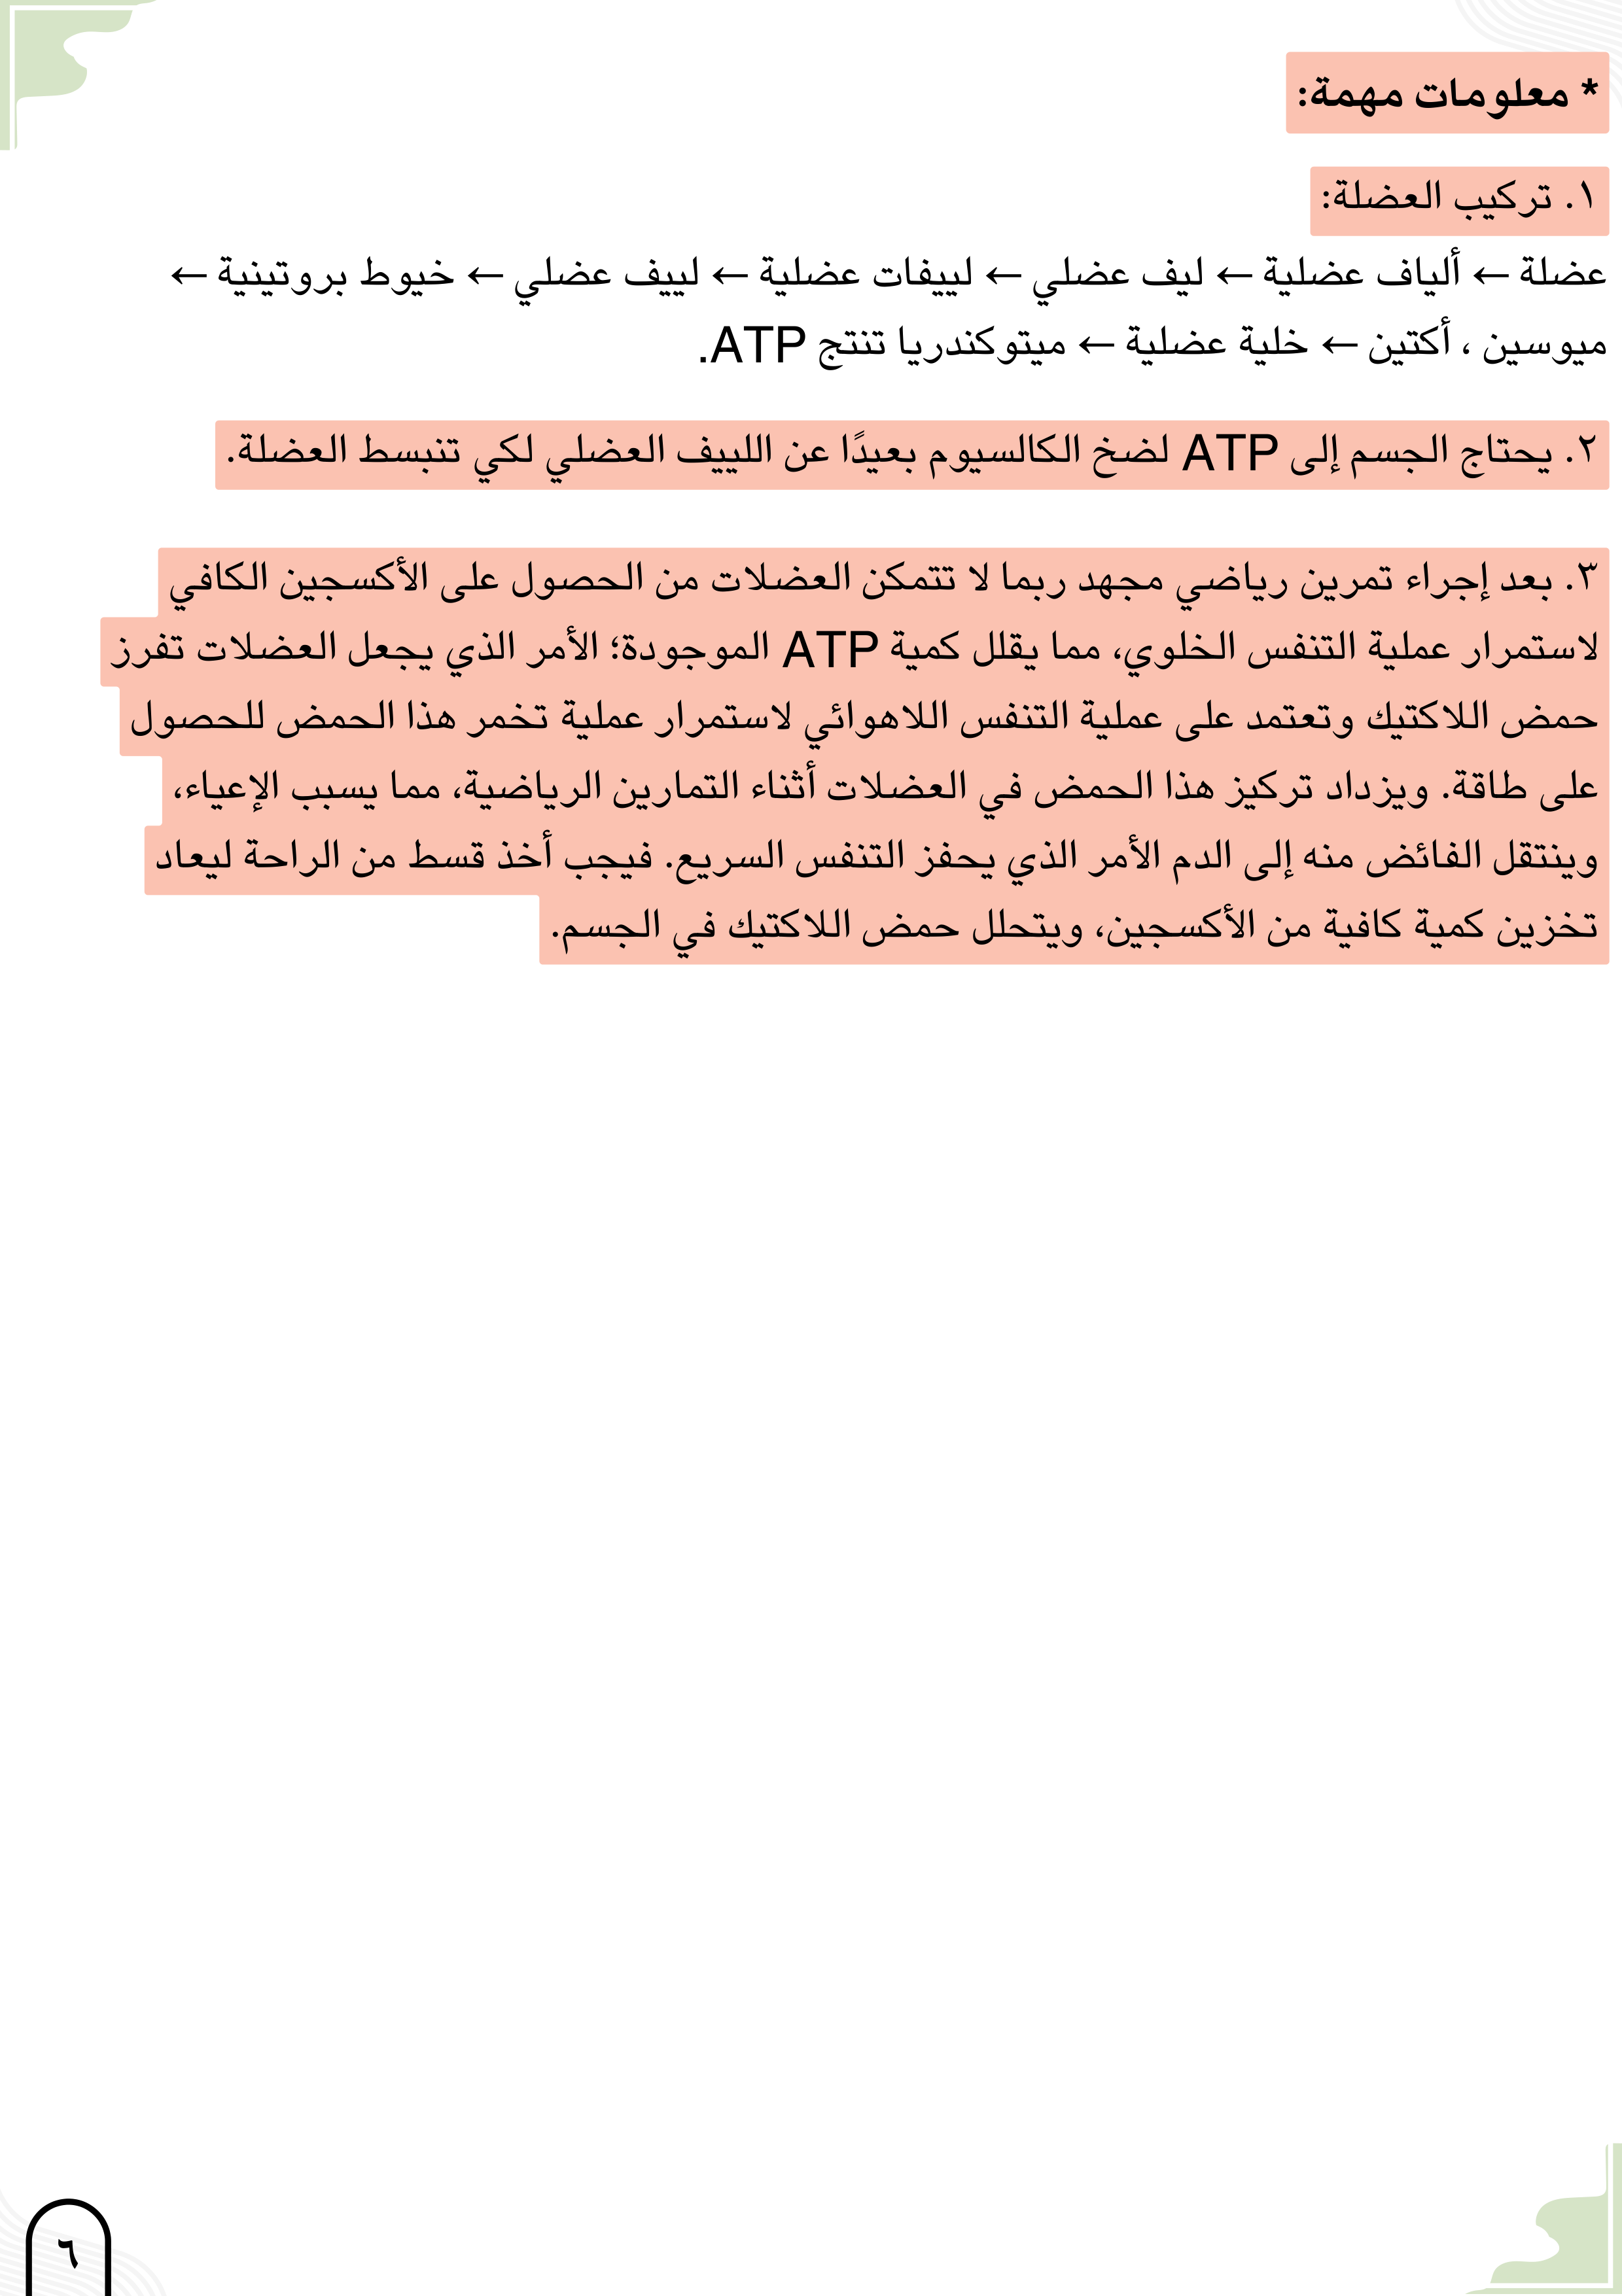 * معلومات مهمة:
١. تركيب العضلة:
عضلة ← ألياف عضلية ← ليف عضلي ← لييفات عضلية ← لييف عضلي ← خيوط بروتينية ←
ميوسين ، أكتين ← خلية عضلية ← ميتوكندريا تنتج ATP.
٢. يحتاج الجسم إلى ATP لضخ الكالسيوم بعيدًا عن اللييف العضلي لكي تنبسط العضلة.
٣. بعد إجراء تمرين رياضي مجهد ربما لا تتمكن العضلات من الحصول على الأكسجين الكافي
لاستمرار عملية التنفس الخلوي، مما يقلل كمية ATP الموجودة؛ الأمر الذي يجعل العضلات تفرز
حمض اللاكتيك وتعتمد على عملية التنفس اللاهوائي لاستمرار عملية تخمر هذا الحمض للحصول
على طاقة. ويزداد تركيز هذا الحمض في العضلات أثناء التمارين الرياضية، مما يسبب الإعياء،
وينتقل الفائض منه إلى الدم الأمر الذي يحفز التنفس السريع. فيجب أخذ قسط من الراحة ليعاد
تخزين كمية كافية من الأكسجين، ويتحلل حمض اللاكتيك في الجسم.
٦